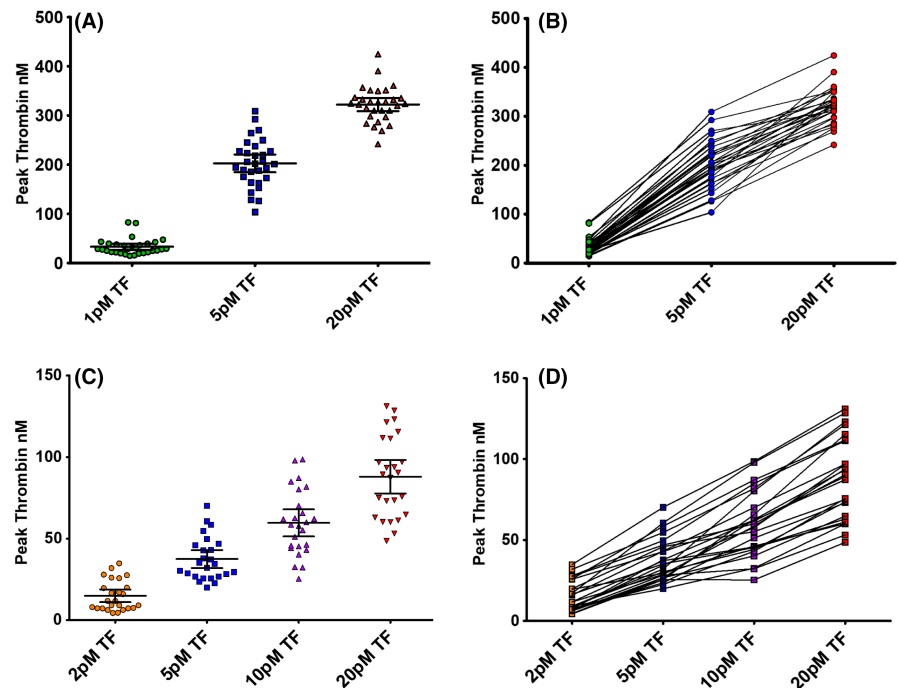 (A)
Peak Thrombin nM
500
400
300
200
100
0
1pM TF
5pM TF
20pM TF
(B)
Peak Thrombin nM
500
400
300
200
100
0
1pM TF
5pM TF
20pM TF
(C)
Peak Thrombin nM
150
100
50
0
2pM TF
5pM TF
10pM TF
20pM TF
(D)
Peak Thrombin nM
150
100
50
0
2pM TF
5pM TF
10pM TF
20pM TF